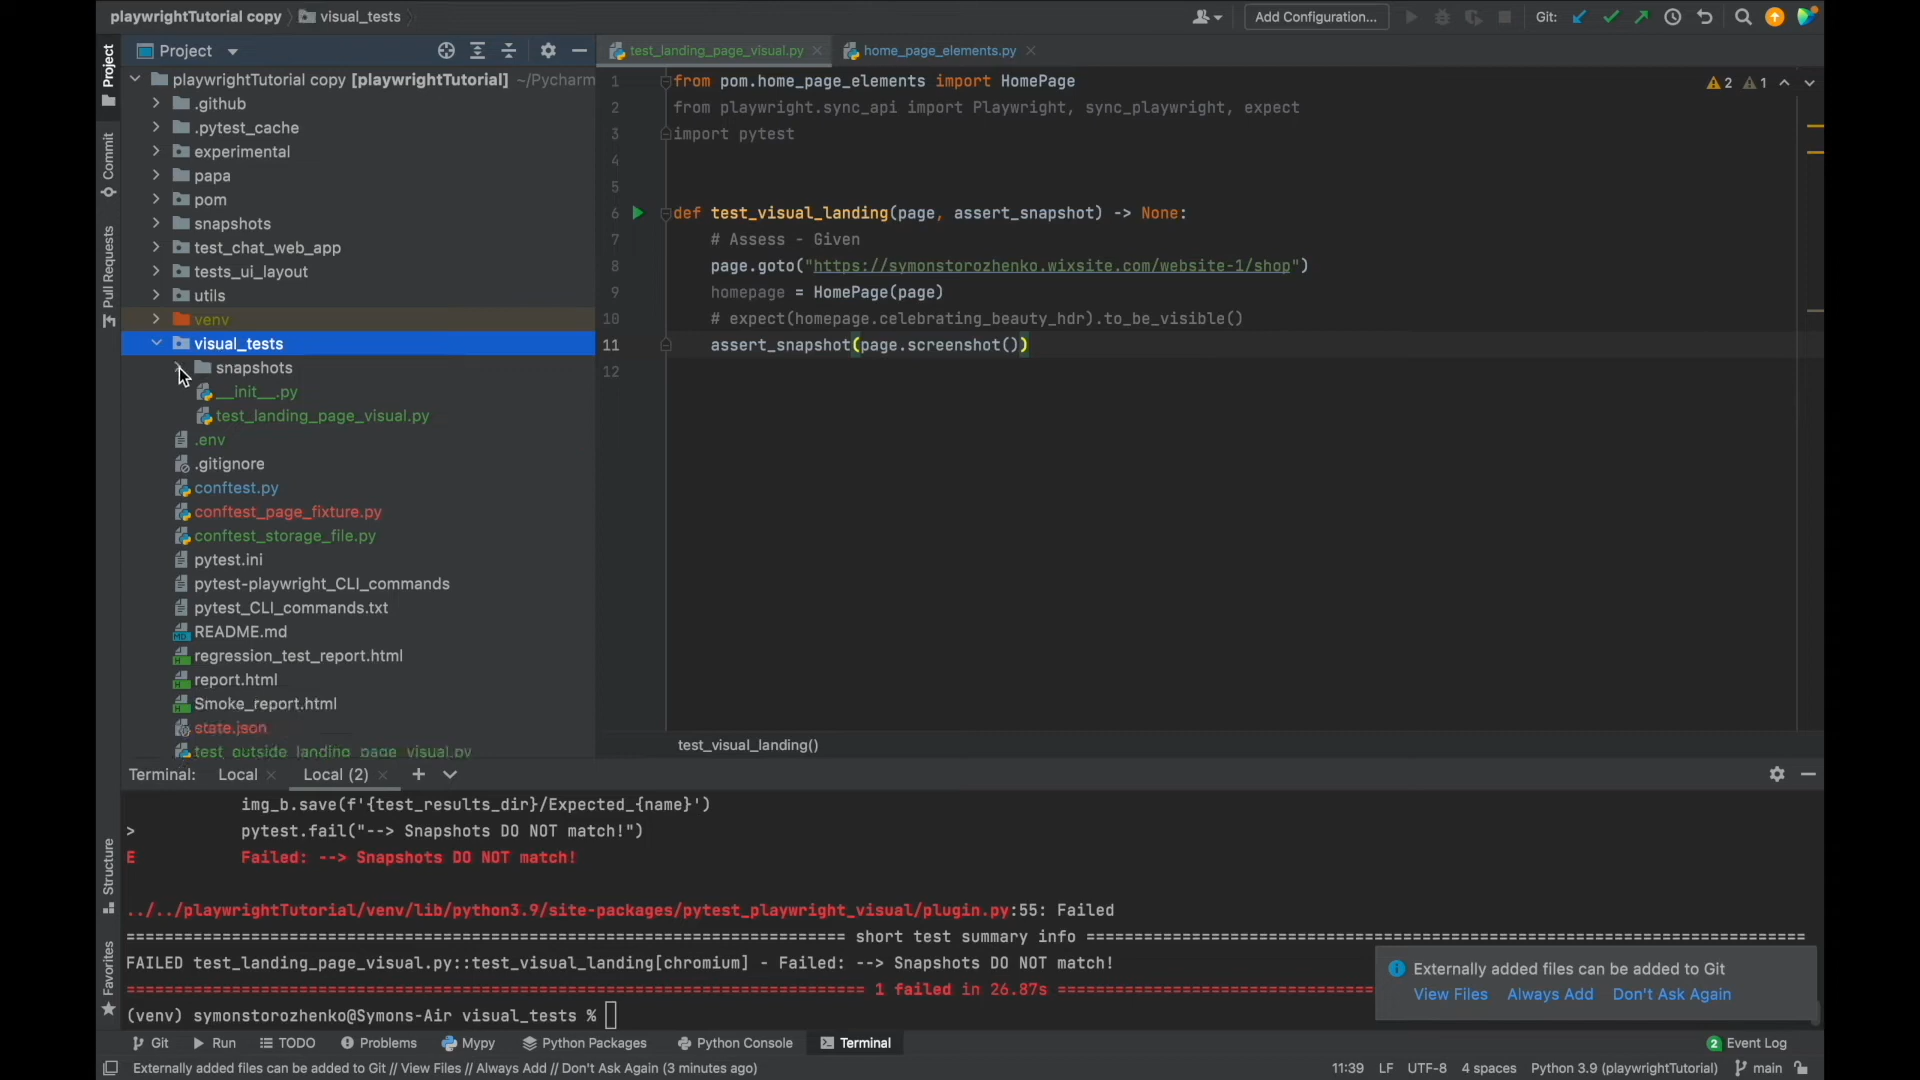 playwrightTutorial copy visual_tests
Add Configuration... Git:
Project
test_landing_page_visual.py
home_page_elements.py
playwrightTutorial copy [playwrightTutorial] ~/Pycharm
.github
.pytest_cache
experimental
papa
pom
snapshots
test_chat_web_app
tests_ui_layout
utils
venv
visual_tests
snapshots
__init__.py
test_landing_page_visual.py
.env
.gitignore
conftest.py
conftest_page_fixture.py
conftest_storage_file.py
pytest.ini
pytest-playwright_CLI_commands
pytest_CLI_commands.txt
README.md
regression_test_report.html
report.html
Smoke_report.html
state.json
test_outside_landing_page_visual.py
Project
Commit
Pull Requests
Structure
Favorites
1 from pom.home_page_elements import HomePage
2 from playwright.sync_api import Playwright, sync_playwright, expect
3 import pytest
4
5
6 def test_visual_landing(page, assert_snapshot) -> None:
7 # Assess - Given
8 page.goto("https://symonstorozhenko.wixsite.com/website-1/shop")
9 homepage = HomePage(page)
10 # expect(homepage.celebrating_beauty_hdr).to_be_visible()
11 assert_snapshot(page.screenshot())
12
2 1
test_visual_landing()
Terminal: Local Local (2)
img_b.save(f'{test_results_dir}/Expected_{name}')
> pytest.fail("--> Snapshots DO NOT match!")
E Failed: --> Snapshots DO NOT match!
../../playwrightTutorial/venv/lib/python3.9/site-packages/pytest_playwright_visual/plugin.py:55: Failed
=========================================================================== short test summary info ===========================================================================
FAILED test_landing_page_visual.py::test_visual_landing[chromium] - Failed: --> Snapshots DO NOT match!
============================================================================= 1 failed in 26.87s =================================
(venv) symonstorozhenko@Symons-Air visual_tests %
Externally added files can be added to Git
View Files Always Add Don't Ask Again
Git Run TODO Problems Mypy Python Packages Python Console Terminal 2 Event Log
Externally added files can be added to Git // View Files // Always Add // Don't Ask Again (3 minutes ago) 11:39 LF UTF-8 4 spaces Python 3.9 (playwrightTutorial) main